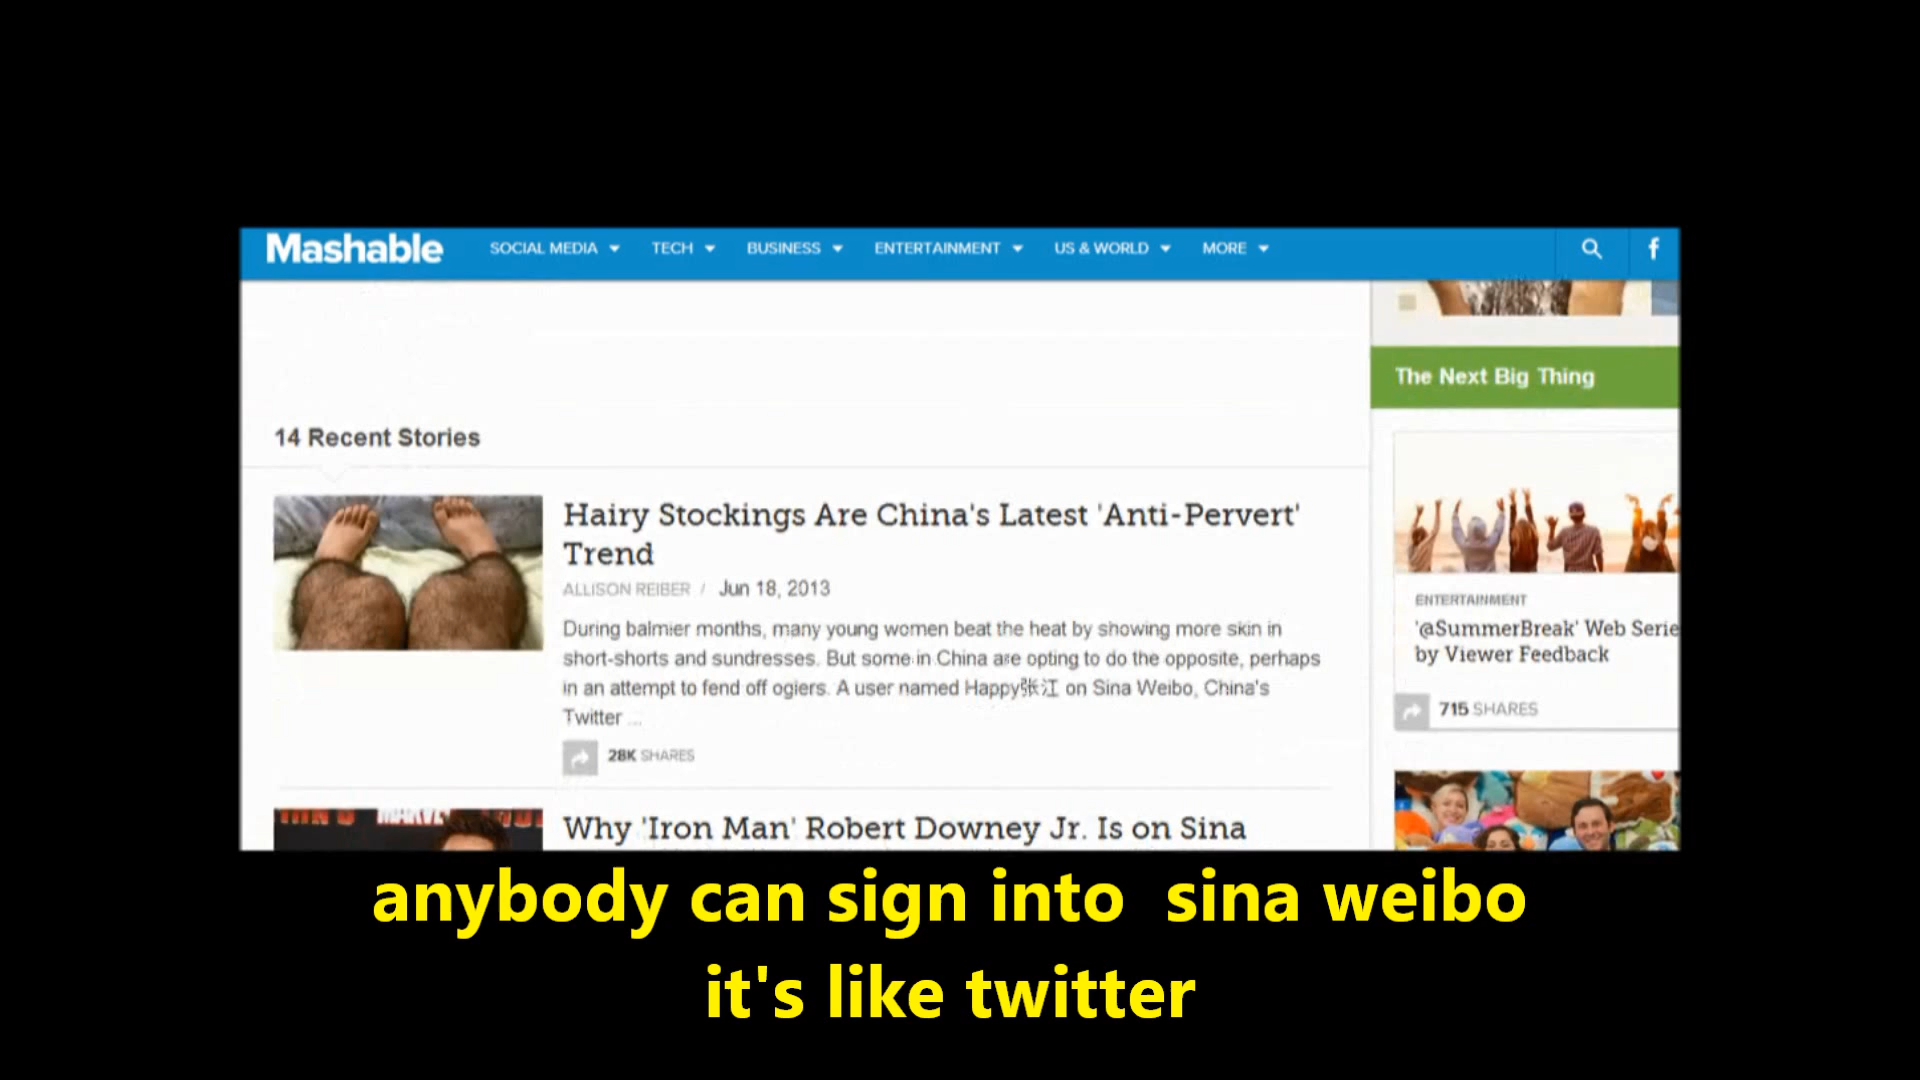 Mashable
SOCIAL MEDIA
TECH
BUSINESS
ENTERTAINMENT
US & WORLD
MORE
f
The Next Big Thing
14 Recent Stories
Hairy Stockings Are China's Latest 'Anti-Pervert'
Trend
ALLISON REIBER / Jun 18, 2013
During balmier months, many young women beat the heat by showing more skin in
short-shorts and sundresses. But some in China are opting to do the opposite, perhaps
in an attempt to fend off oglers. A user named Happy张江 on Sina Weibo, China's
Twitter ...
28K SHARES
Why 'Iron Man' Robert Downey Jr. Is on Sina
ENTERTAINMENT
'@SummerBreak' Web Serie
by Viewer Feedback
715 SHARES
anybody can sign into sina weibo
it's like twitter